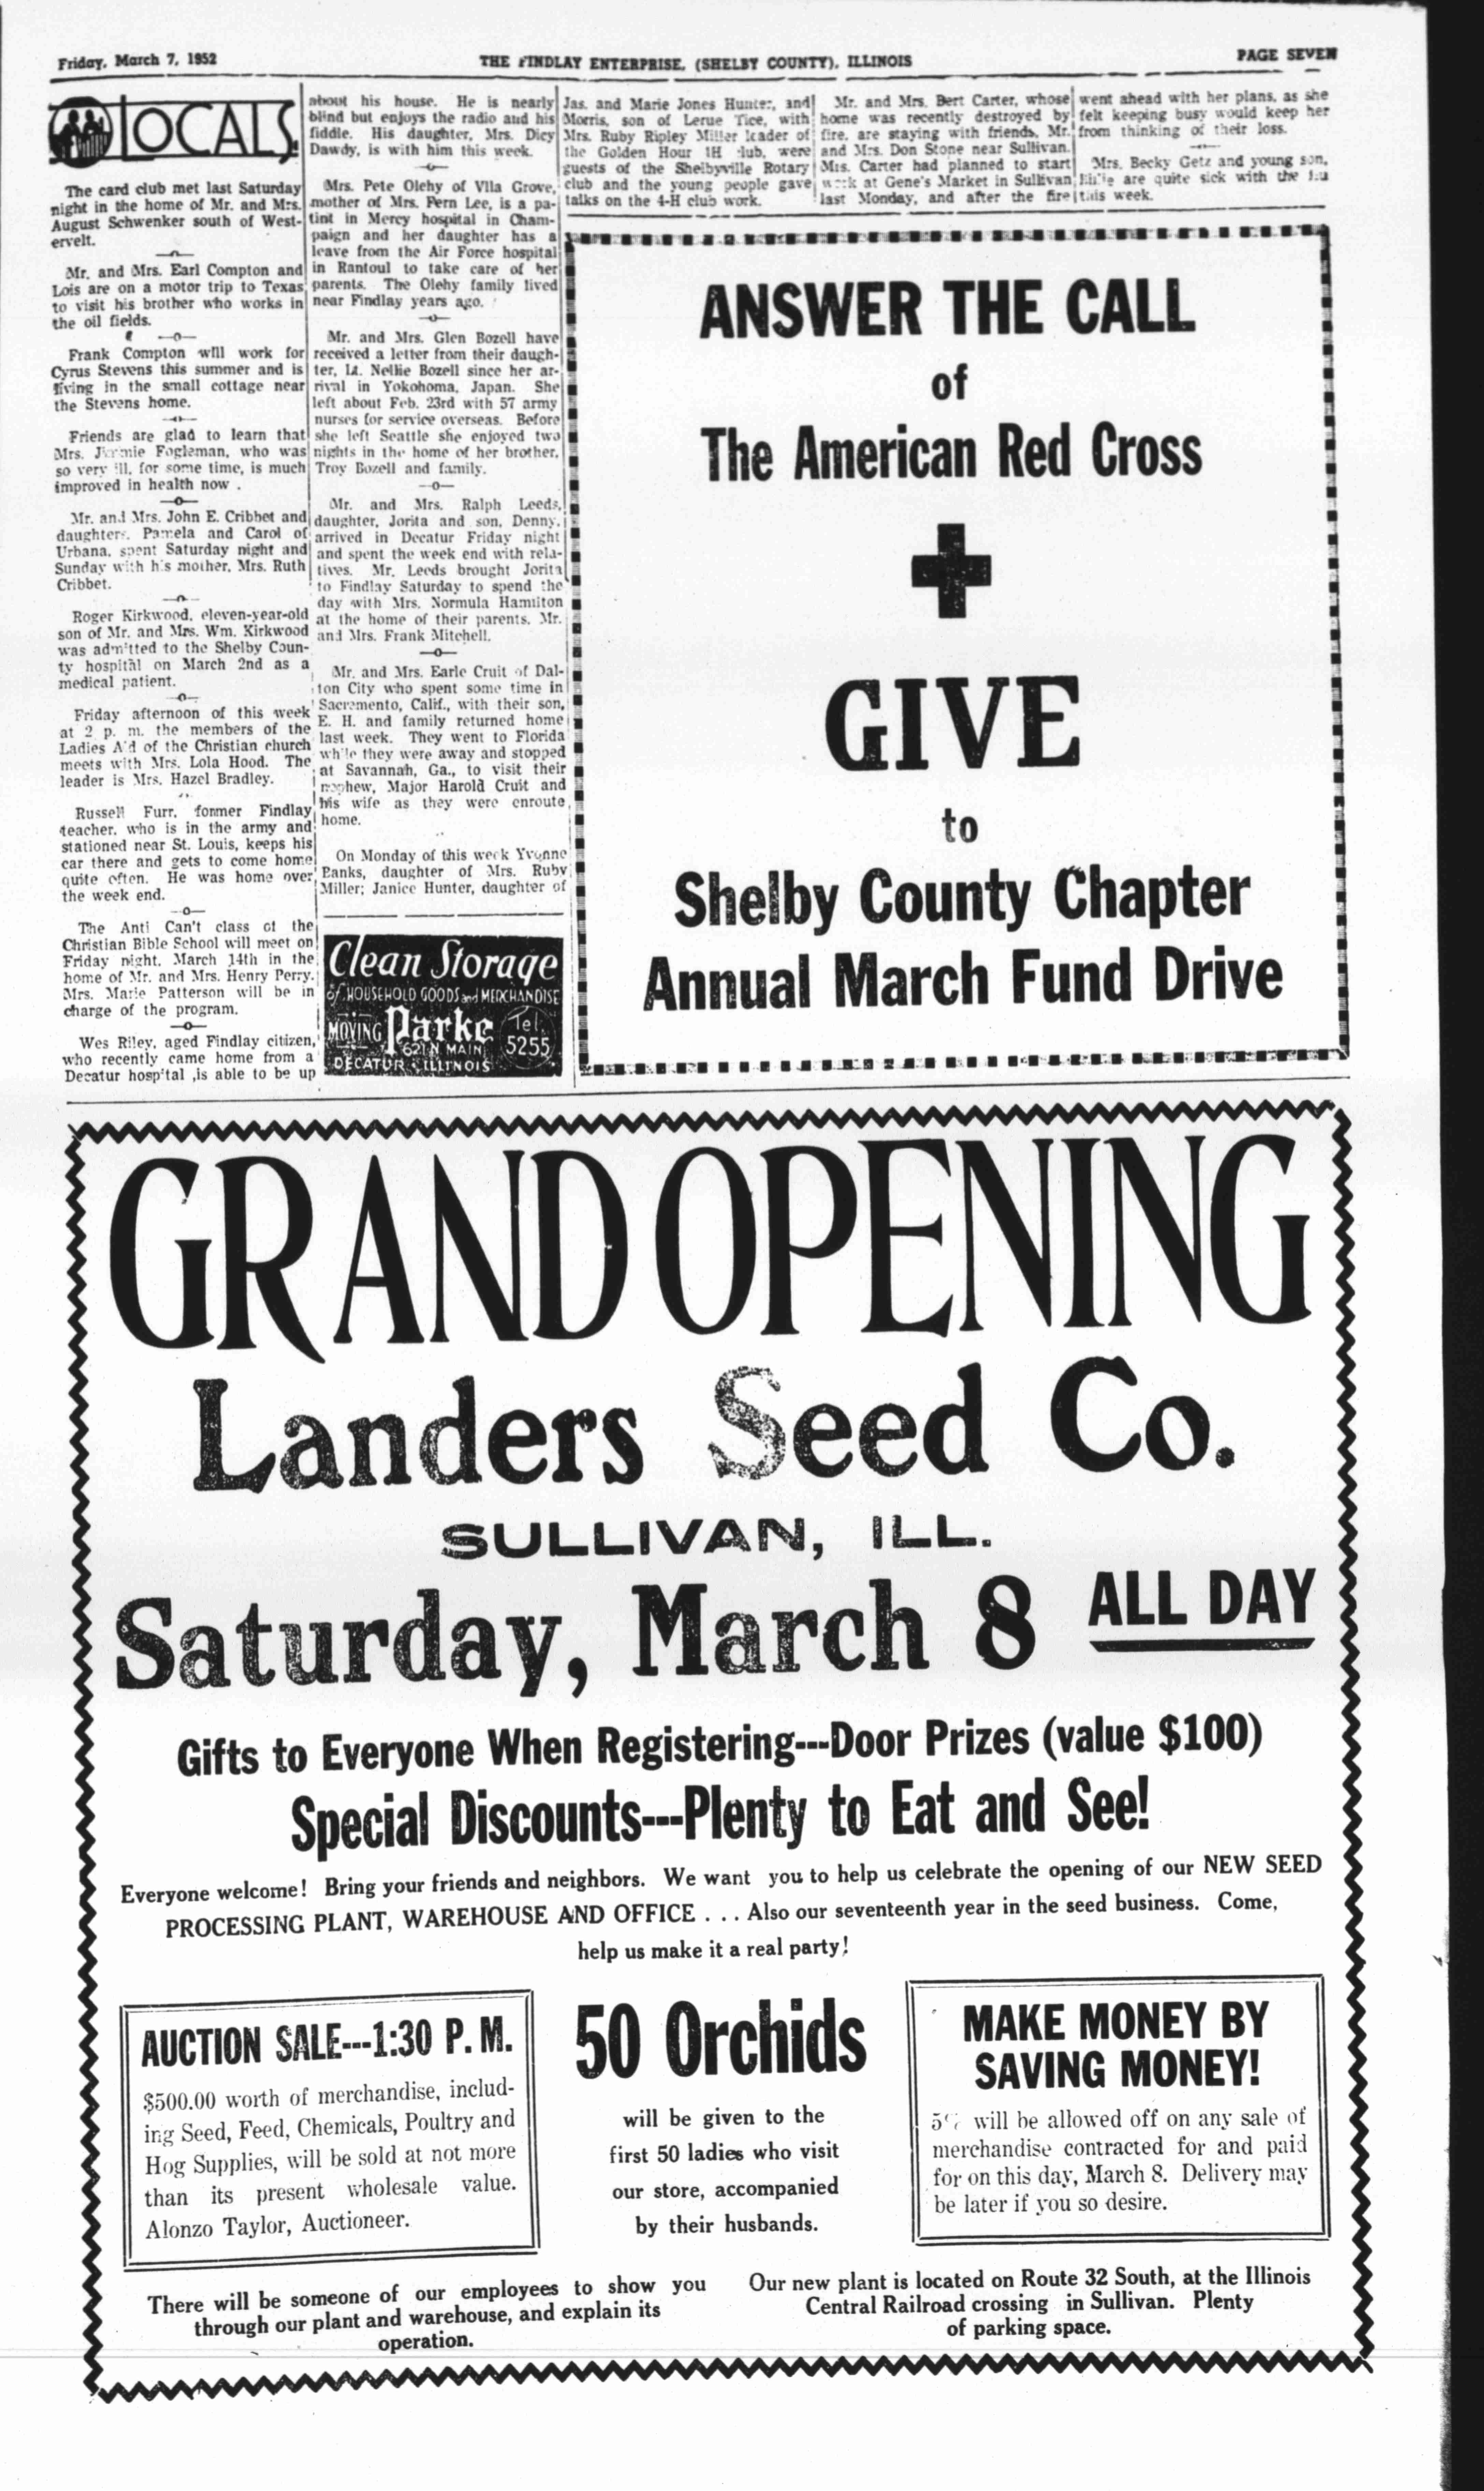 Friday, March 7, 1952
THE FINDLAY ENTERPRISE, (SHELBY COUNTY), ILLINOIS
PAGE SEVEN
LOCALS
The card club met last Saturday
night in the home of Mr. and Mrs.
August Schwenker south of West-
ervelt.
—o—
Mr. and Mrs. Earl Compton and
Lois are on a motor trip to Texas
to visit his brother who works in
the oil fields.
—o—
Frank Compton will work for
Cyrus Stevens this summer and is
living in the small cottage near
the Stevens home.
—o—
Friends are glad to learn that
Mrs. Jimmie Fogleman, who was
so very ill, for some time, is much
improved in health now .
—o—
Mr. and Mrs. John E. Cribbet and
daughters, Pamela and Carol of
Urbana, spent Saturday night and
Sunday with his mother, Mrs. Ruth
Cribbet.
—o—
Roger Kirkwood, eleven-year-old
son of Mr. and Mrs. Wm. Kirkwood
was admitted to the Shelby Coun-
ty hospital on March 2nd as a
medical patient.
—o—
Friday afternoon of this week
at 2 p. m. the members of the
Ladies Aid of the Christian church
meets with Mrs. Lola Hood. The
leader is Mrs. Hazel Bradley.
Russell Furr, former Findlay
teacher, who is in the army and
stationed near St. Louis, keeps his
car there and gets to come home
quite often. He was home over
the week end.
—o—
The Anti Can't class of the
Christian Bible School will meet on
Friday night, March 14th in the
home of Mr. and Mrs. Henry Perry.
Mrs. Marie Patterson will be in
charge of the program.
—o—
Wes Riley, aged Findlay citizen,
who recently came home from a
Decatur hospital ,is able to be up
about his house. He is nearly
blind but enjoys the radio and his
fiddle. His daughter, Mrs. Dicy
Dawdy, is with him this week.
—o—
Mrs. Pete Olehy of Vila Grove,
mother of Mrs. Fern Lee, is a pa-
tint in Mercy hospital in Cham-
paign and her daughter has a
leave from the Air Force hospital
in Rantoul to take care of her
parents. The Olehy family lived
near Findlay years ago.
—o—
Mr. and Mrs. Glen Bozell have
received a letter from their daugh-
ter, Lt. Nellie Bozell since her ar-
rival in Yokohoma, Japan. She
left about Feb. 23rd with 57 army
nurses for service overseas. Before
she left Seattle she enjoyed two
nights in the home of her brother,
Troy Bozell and family.
—o—
Mr. and Mrs. Ralph Leeds,
daughter, Jorita and son, Denny,
arrived in Decatur Friday night
and spent the week end with rela-
tives. Mr. Leeds brought Jorita
to Findlay Saturday to spend the
day with Mrs. Normula Hamilton
at the home of their parents, Mr.
and Mrs. Frank Mitchell.
—o—
Mr. and Mrs. Earle Cruit of Dal-
ton City who spent some time in
Sacremento, Calif., with their son,
E. H. and family returned home
last week. They went to Florida
while they were away and stopped
at Savannah, Ga., to visit their
nephew, Major Harold Cruit and
his wife as they were enroute
home.
On Monday of this week Yvonne
Banks, daughter of Mrs. Ruby
Miller; Janice Hunter, daughter of
Clean Storage
of HOUSEHOLD GOODS and MERCHANDISE
MOVING Parke Tel. 5255
621 N MAIN
DECATUR ILLINOIS
Jas. and Marie Jones Hunter, and
Morris, son of Lerue Tice, with
Mrs. Ruby Ripley Miller leader of
the Golden Hour 4H club, were
guests of the Shelbyville Rotary
club and the young people gave
talks on the 4-H club work.
Mr. and Mrs. Bert Carter, whose
home was recently destroyed by
fire, are staying with friends, Mr.
and Mrs. Don Stone near Sullivan.
Mrs. Carter had planned to start
work at Gene's Market in Sullivan
last Monday, and after the fire
went ahead with her plans, as she
felt keeping busy would keep her
from thinking of their loss.
Mrs. Becky Getz and young son,
are quite sick with the flu
this week.
ANSWER THE CALL
of
The American Red Cross
GIVE
to
Shelby County Chapter
Annual March Fund Drive
GRAND OPENING
Landers Seed Co.
SULLIVAN, ILL.
Saturday, March 8 ALL DAY
Gifts to Everyone When Registering---Door Prizes (value $100)
Special Discounts---Plenty to Eat and See!
Everyone welcome! Bring your friends and neighbors. We want you to help us celebrate the opening of our NEW SEED
PROCESSING PLANT, WAREHOUSE AND OFFICE . . . Also our seventeenth year in the seed business. Come,
help us make it a real party!
AUCTION SALE---1:30 P. M.
$500.00 worth of merchandise, includ-
ing Seed, Feed, Chemicals, Poultry and
Hog Supplies, will be sold at not more
than its present wholesale value.
Alonzo Taylor, Auctioneer.
50 Orchids
will be given to the
first 50 ladies who visit
our store, accompanied
by their husbands.
MAKE MONEY BY
SAVING MONEY!
5% will be allowed off on any sale of
merchandise contracted for and paid
for on this day, March 8. Delivery may
be later if you so desire.
There will be someone of our employees to show you
through our plant and warehouse, and explain its
operation.
Our new plant is located on Route 32 South, at the Illinois
Central Railroad crossing in Sullivan. Plenty
of parking space.